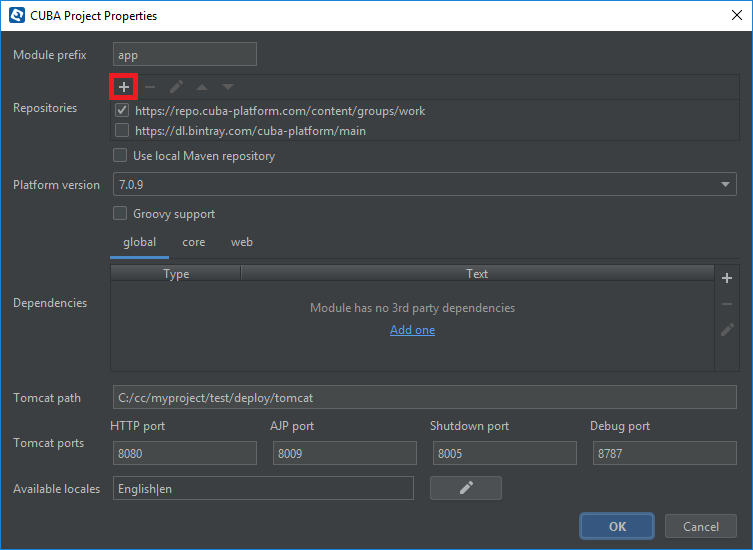 CUBA Project Properties
Module prefix
app
Repositories
https://repo.cuba-platform.com/content/groups/work
https://dl.bintray.com/cuba-platform/main
Use local Maven repository
Platform version
7.0.9
Groovy support
global core web
Dependencies
Type Text
Module has no 3rd party dependencies
Add one
Tomcat path
C:/cc/myproject/test/deploy/tomcat
Tomcat ports
HTTP port AJP port Shutdown port Debug port
8080 8009 8005 8787
Available locales
English|en
OK Cancel